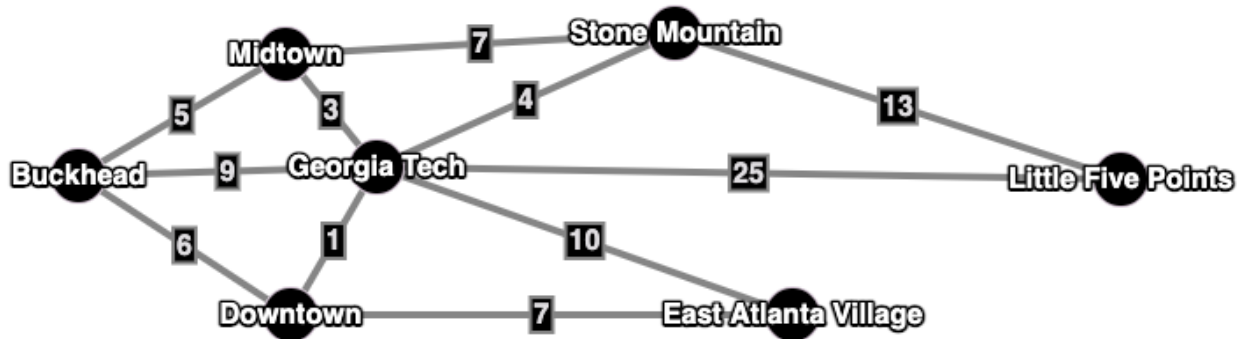 Midtown
7
Stone Mountain
5
3
4
13
Buckhead
9
Georgia Tech
25
Little Five Points
6
1
10
Downtown
7
East Atlanta Village